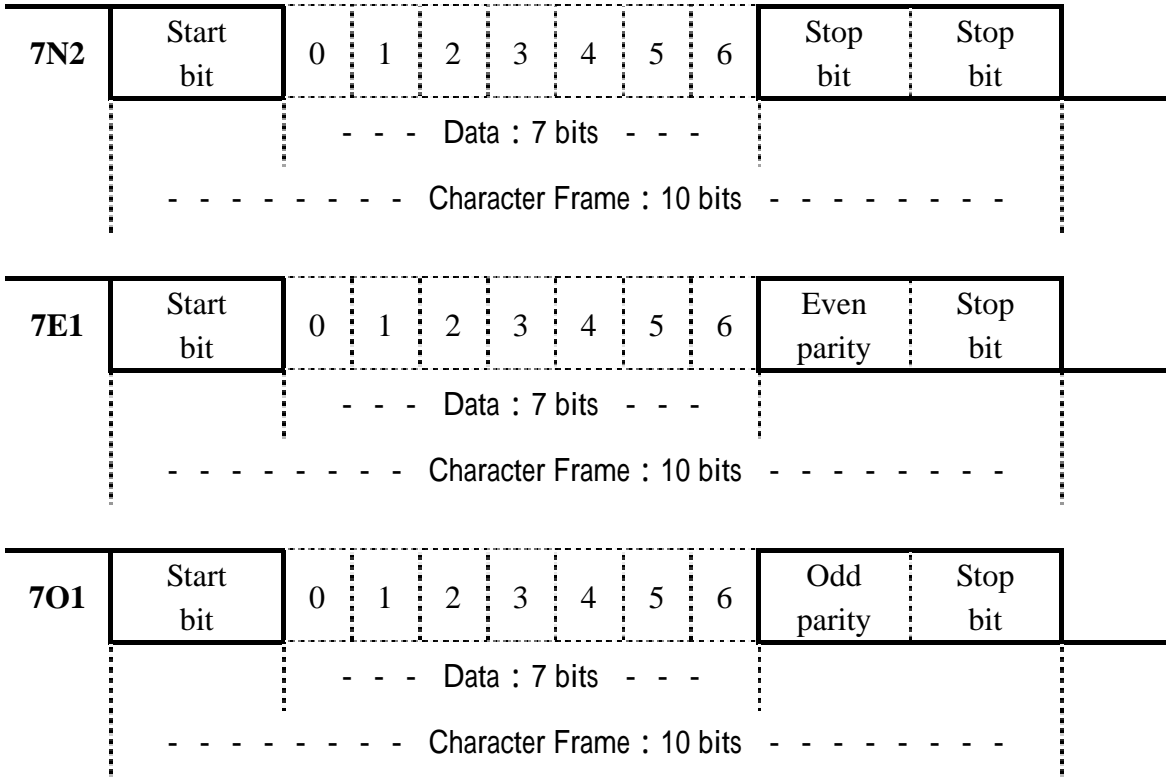 7N2 Start bit 0 1 2 3 4 5 6 Stop bit Stop bit
- - - Data : 7 bits - - -
- - - - - - - - Character Frame : 10 bits - - - - - - - -
7E1 Start bit 0 1 2 3 4 5 6 Even parity Stop bit
- - - Data : 7 bits - - -
- - - - - - - - Character Frame : 10 bits - - - - - - - -
7O1 Start bit 0 1 2 3 4 5 6 Odd parity Stop bit
- - - Data : 7 bits - - -
- - - - - - - - Character Frame : 10 bits - - - - - - - -